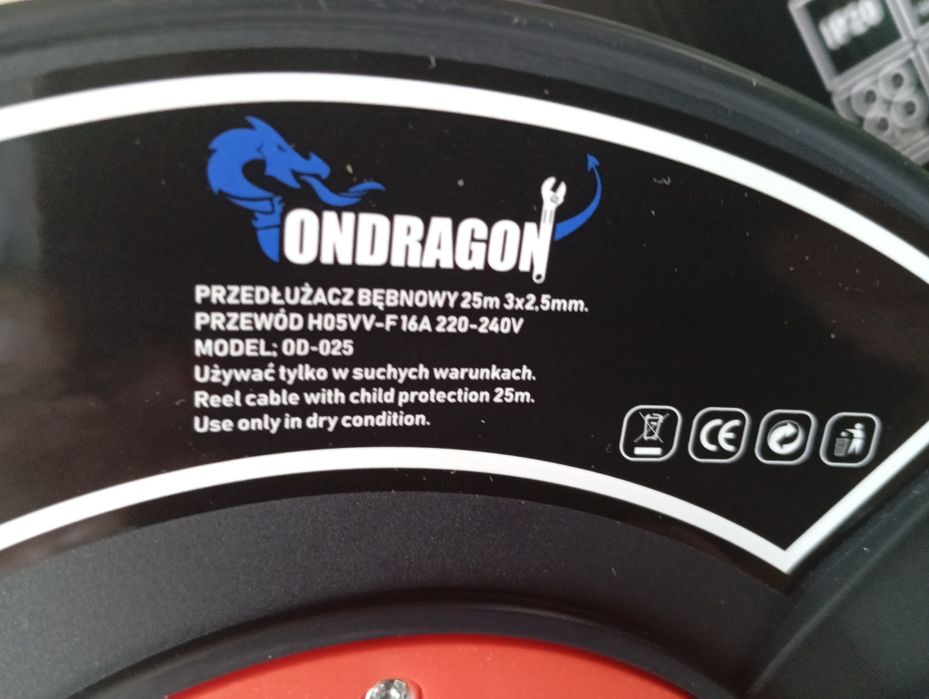 IP20
ONDRAGON
PRZEDŁUŻACZ BĘBNOWY 25m 3x2,5mm.
PRZEWÓD H05VV-F 16A 220-240V
MODEL: OD-025
Używać tylko w suchych warunkach.
Reel cable with child protection 25m.
Use only in dry condition.
CE